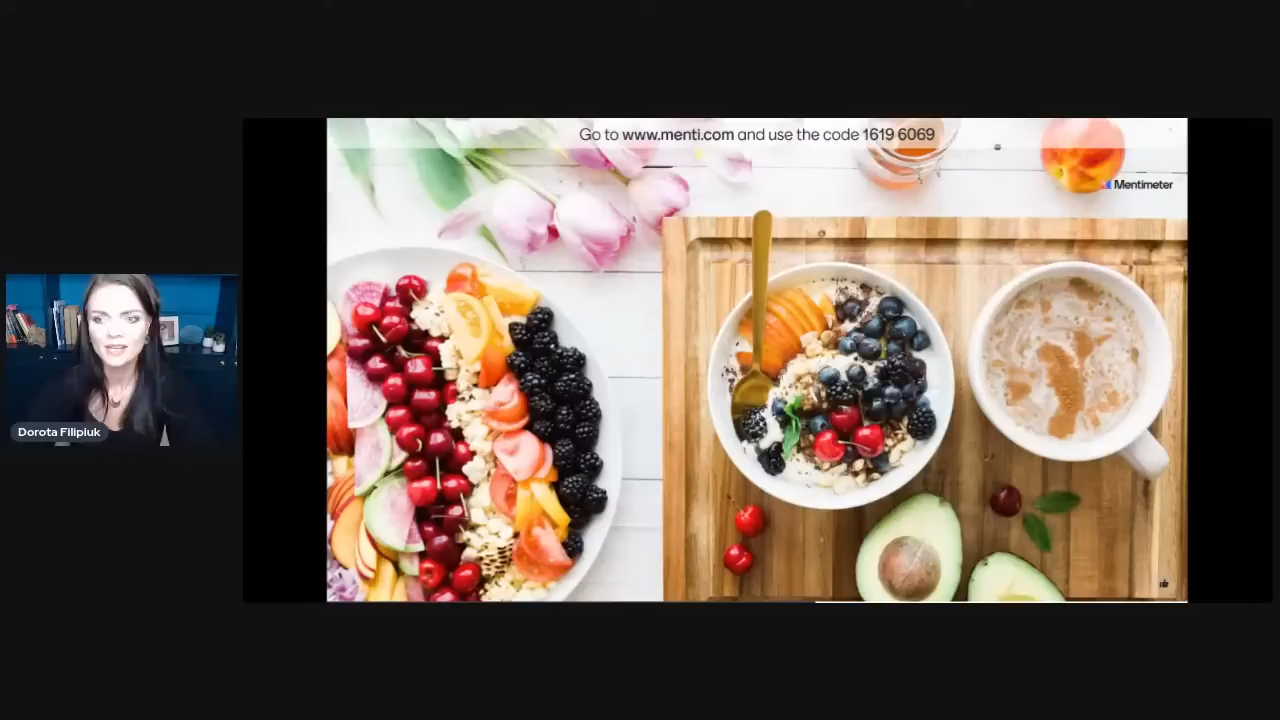 Go to www.menti.com and use the code 1619 6069
Mentimeter
Dorota Filipiuk